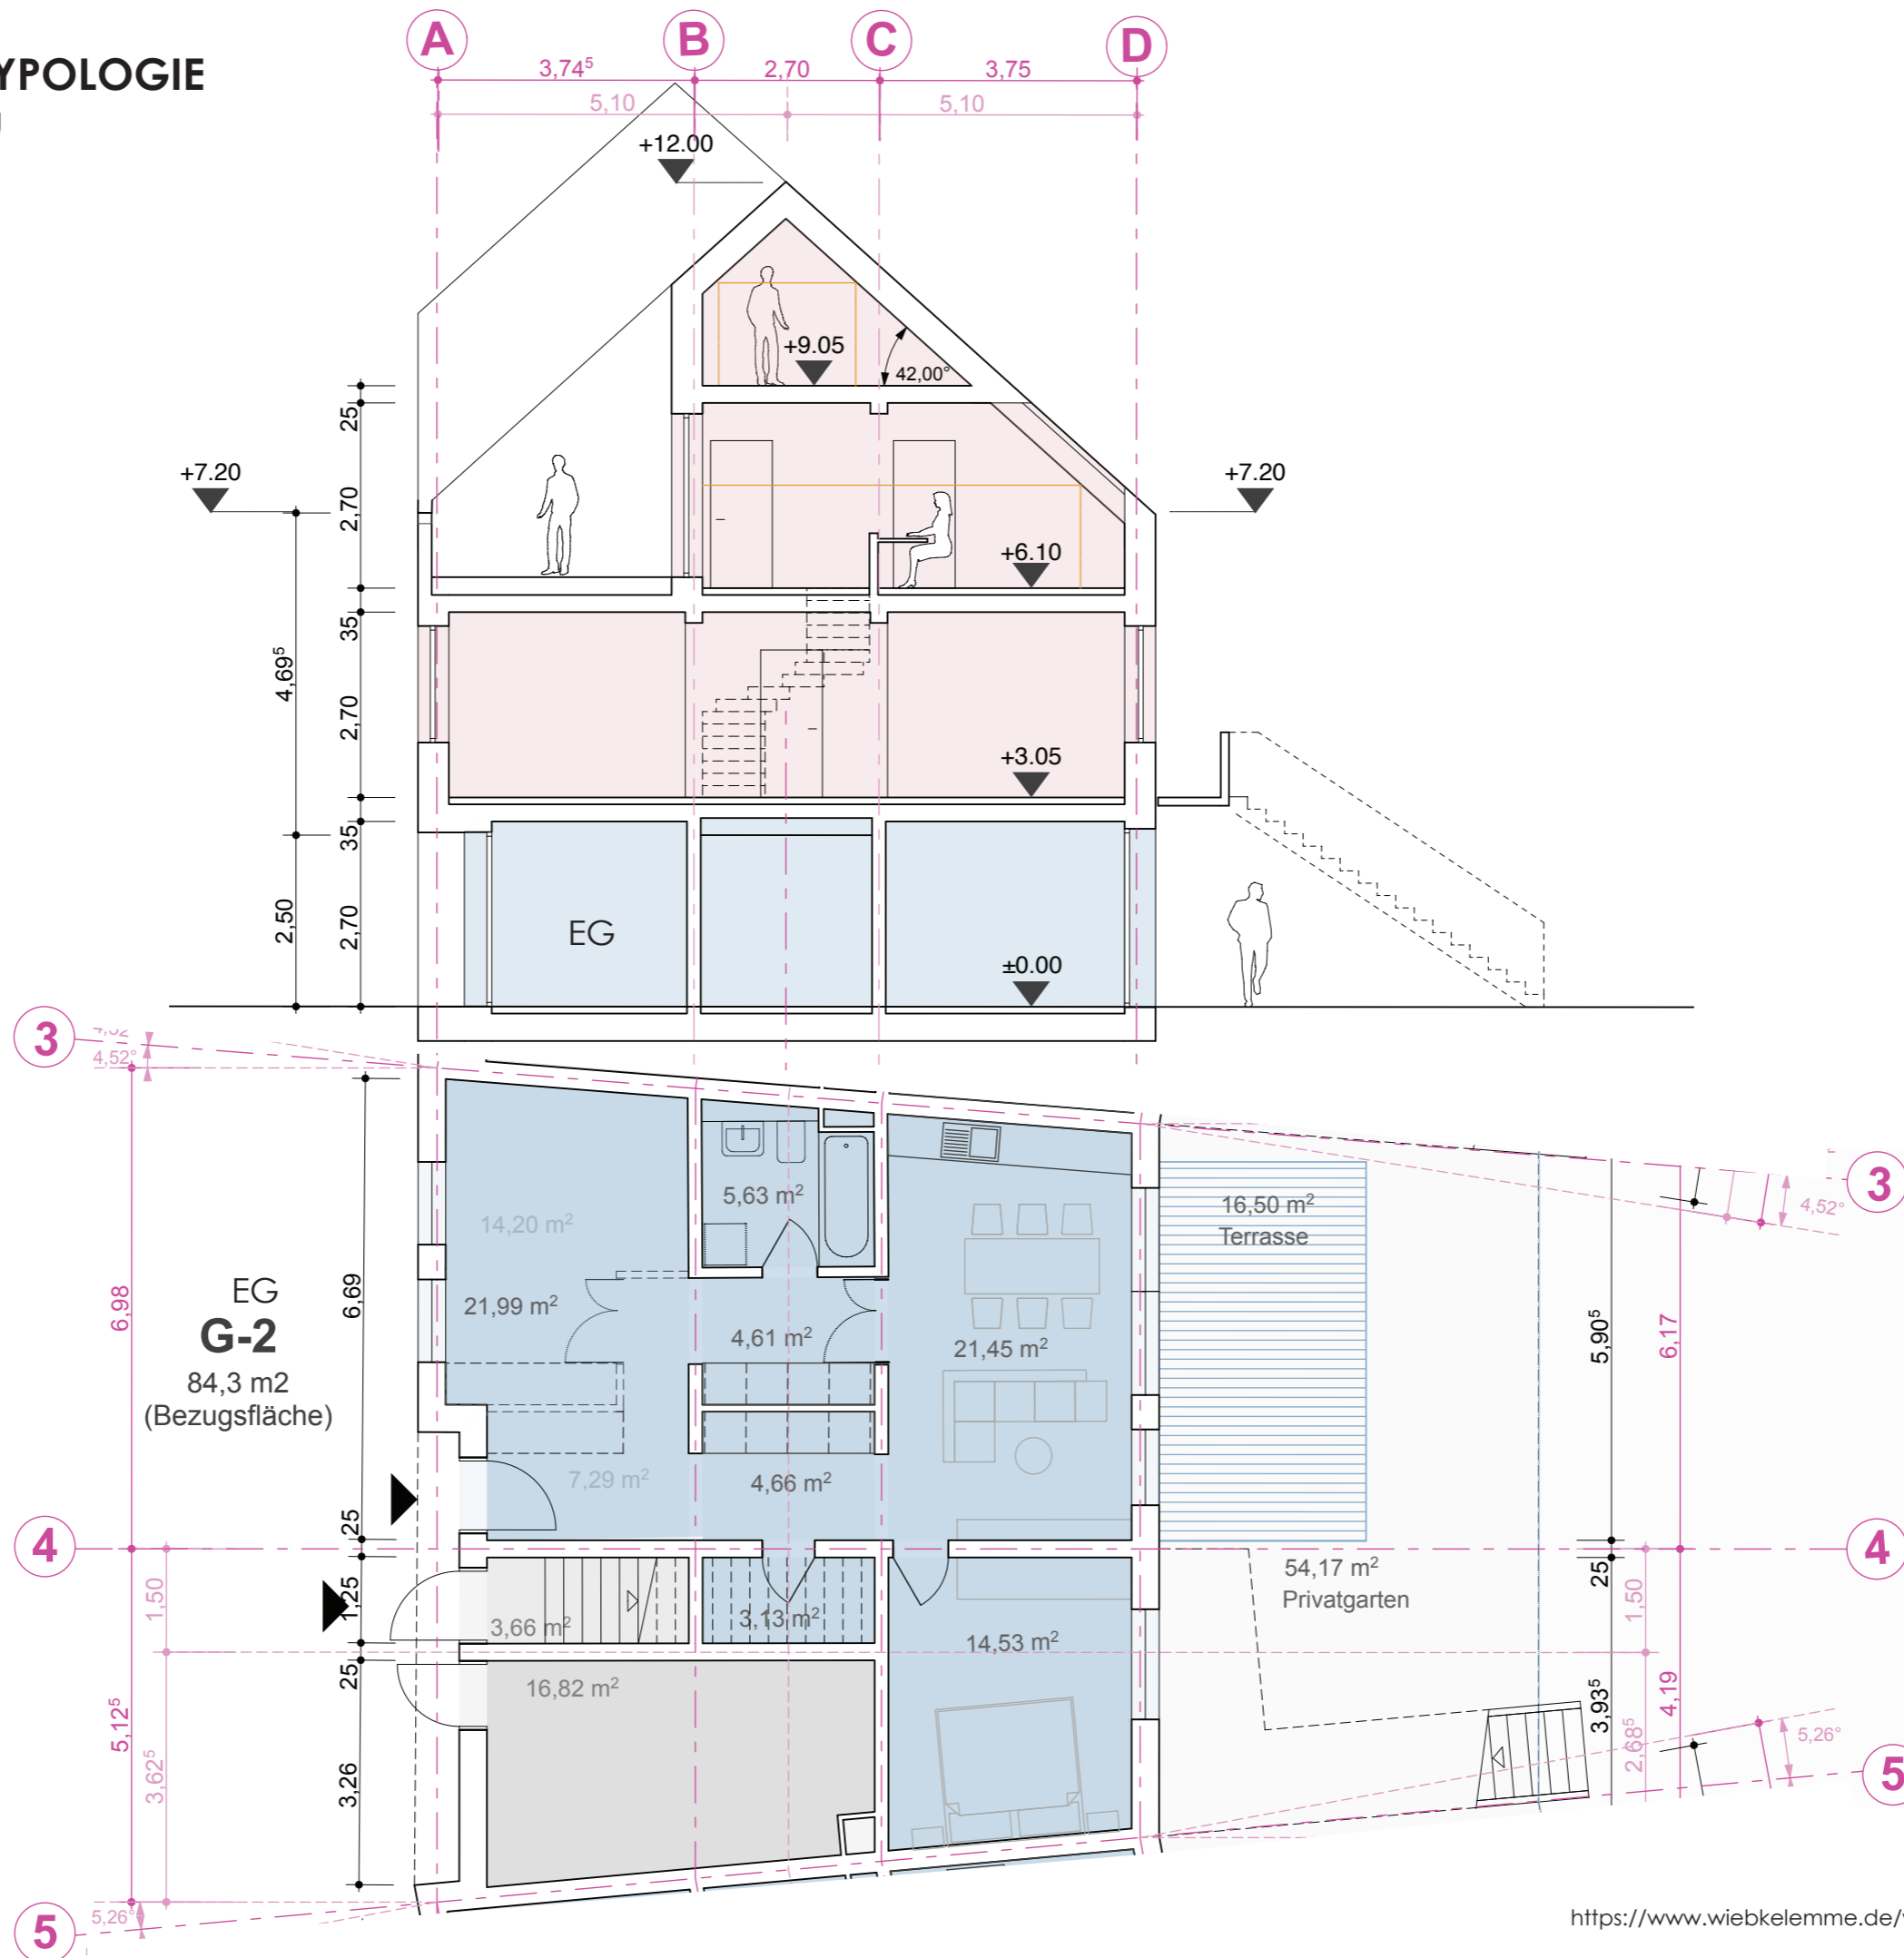 YPOLOGIE
A
B
C
D
3,74⁵
2,70
3,75
5,10
5,10
+12.00
+9.05
42,00°
25
+7.20
+7.20
2,70
+6.10
35
4,69⁵
2,70
+3.05
35
2,50
2,70
EG
±0.00
3
4,52°
4,52°
3
5,63 m²
14,20 m²
16,50 m²
Terrasse
6,98
6,69
EG
G-2
84,3 m2
(Bezugsfläche)
21,99 m²
4,61 m²
21,45 m²
5,90⁵
6,17
7,29 m²
4,66 m²
4
25
4
1,50
1,25
3,66 m²
3,13 m²
14,53 m²
54,17 m²
Privatgarten
25
1,50
25
16,82 m²
5,12⁵
3,62⁵
3,26
3,93⁵
2,68⁵
4,19
5,26°
5
5,26°
5
https://www.wiebkelemme.de/